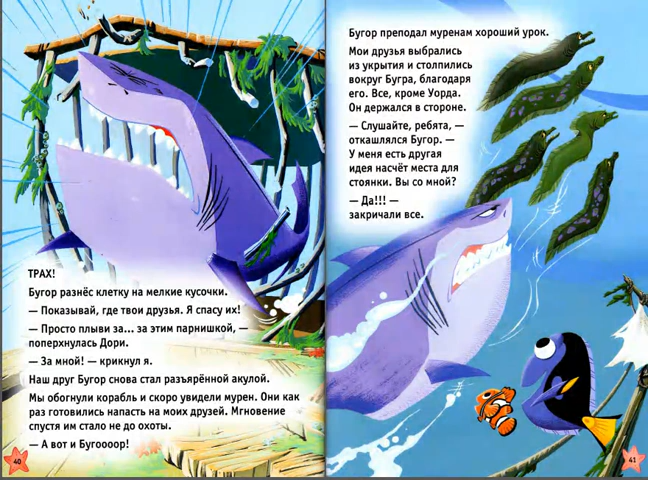 ТРАХ!
Бугор разнёс клетку на мелкие кусочки.
— Показывай, где твои друзья. Я спасу их!
— Просто плыви за... за этим парнишкой, —
поперхнулась Дори.
— За мной! — крикнул я.
Наш друг Бугор снова стал разъярённой акулой.
Мы обогнули корабль и скоро увидели мурен. Они как
раз готовились напасть на моих друзей. Мгновение
спустя им стало не до охоты.
— А вот и Бугоооор!
40
Бугор преподал муренам хороший урок.
Мои друзья выбрались
из укрытия и столпились
вокруг Бугра, благодаря
его. Все, кроме Уорда.
Он держался в стороне.
— Слушайте, ребята, —
откашлялся Бугор. —
У меня есть другая
идея насчёт места для
стоянки. Вы со мной?
— Да!!! —
закричали все.
41